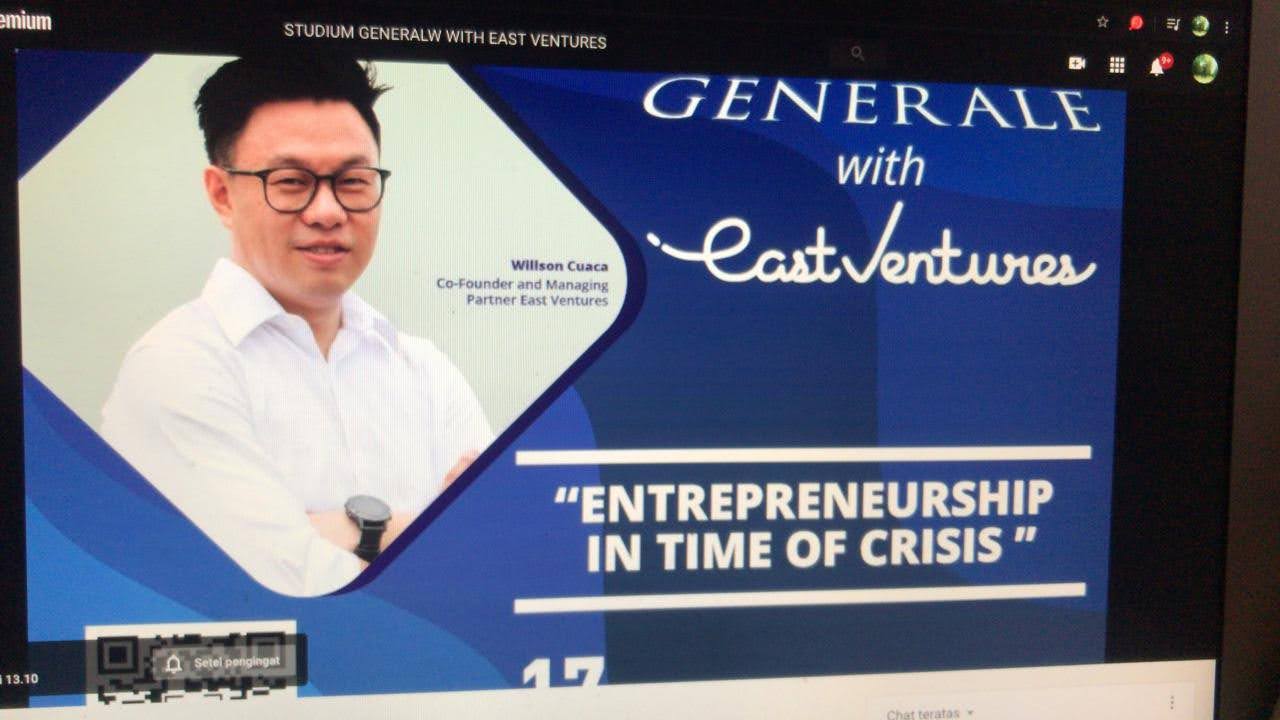 STUDIUM GENERALW WITH EAST VENTURES
9+
GENERALE
with
East Ventures
Willson Cuaca
Co-Founder and Managing
Partner East Ventures
“ENTREPRENEURSHIP
IN TIME OF CRISIS ”
17
Setel pengingat
13.10
Chat teratas